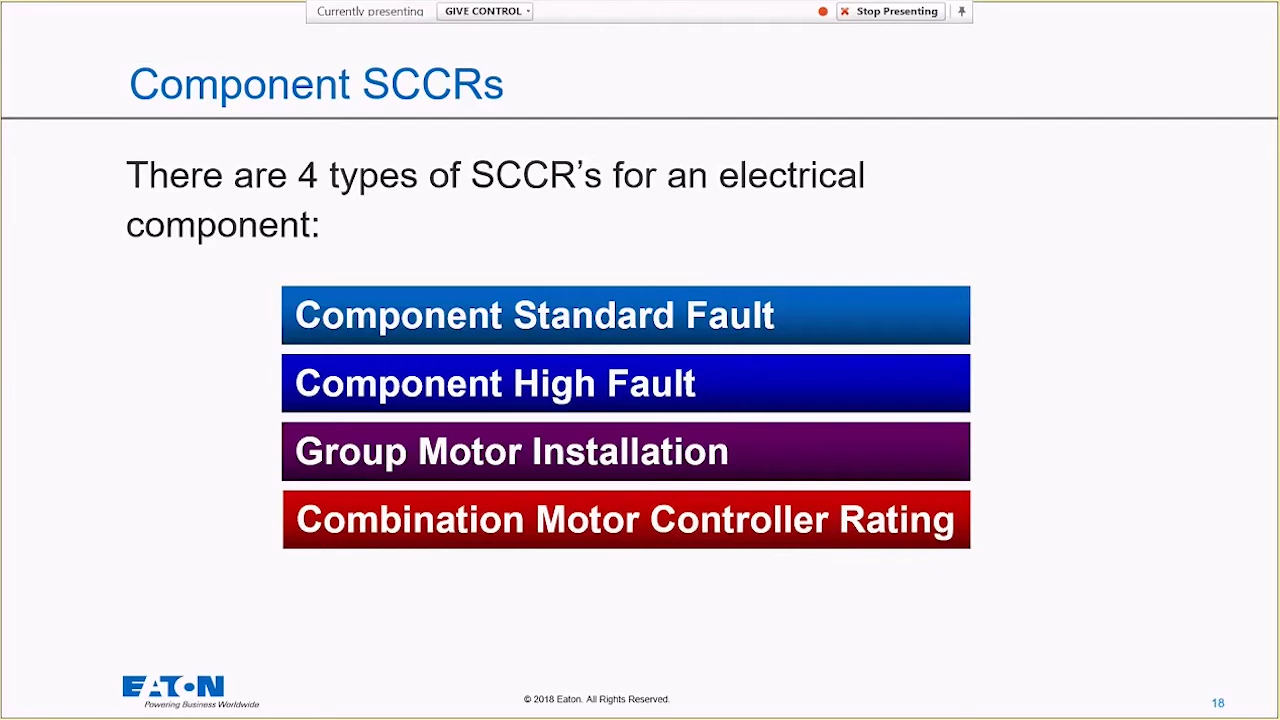 Currently presenting GIVE CONTROL Stop Presenting
Component SCCRs
There are 4 types of SCCR’s for an electrical
component:
Component Standard Fault
Component High Fault
Group Motor Installation
Combination Motor Controller Rating
EATON
Powering Business Worldwide
© 2018 Eaton. All Rights Reserved.
18